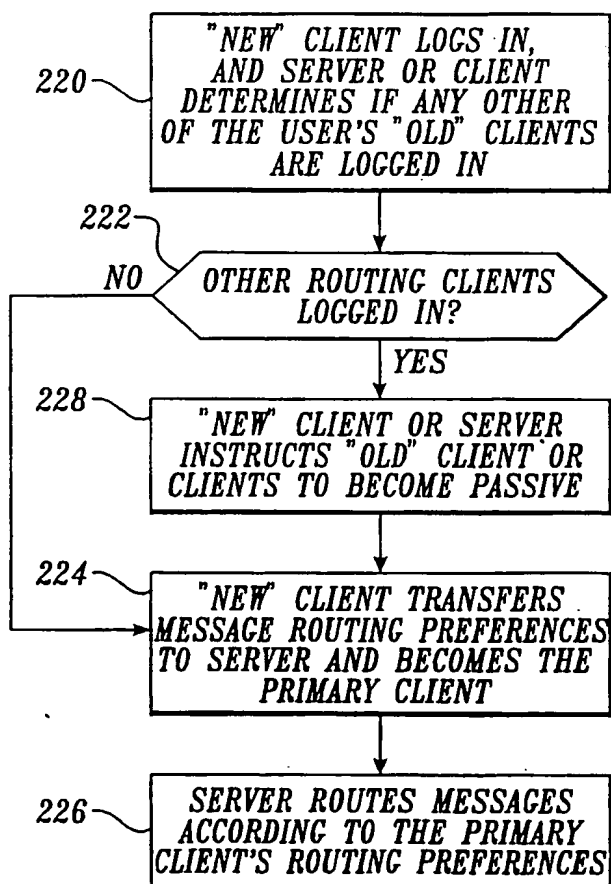 220
"NEW" CLIENT LOGS IN,
AND SERVER OR CLIENT
DETERMINES IF ANY OTHER
OF THE USER'S "OLD" CLIENTS
ARE LOGGED IN
222
NO
OTHER ROUTING CLIENTS
LOGGED IN?
YES
228
"NEW" CLIENT OR SERVER
INSTRUCTS "OLD" CLIENT OR
CLIENTS TO BECOME PASSIVE
224
"NEW" CLIENT TRANSFERS
MESSAGE ROUTING PREFERENCES
TO SERVER AND BECOMES THE
PRIMARY CLIENT
226
SERVER ROUTES MESSAGES
ACCORDING TO THE PRIMARY
CLIENT'S ROUTING PREFERENCES